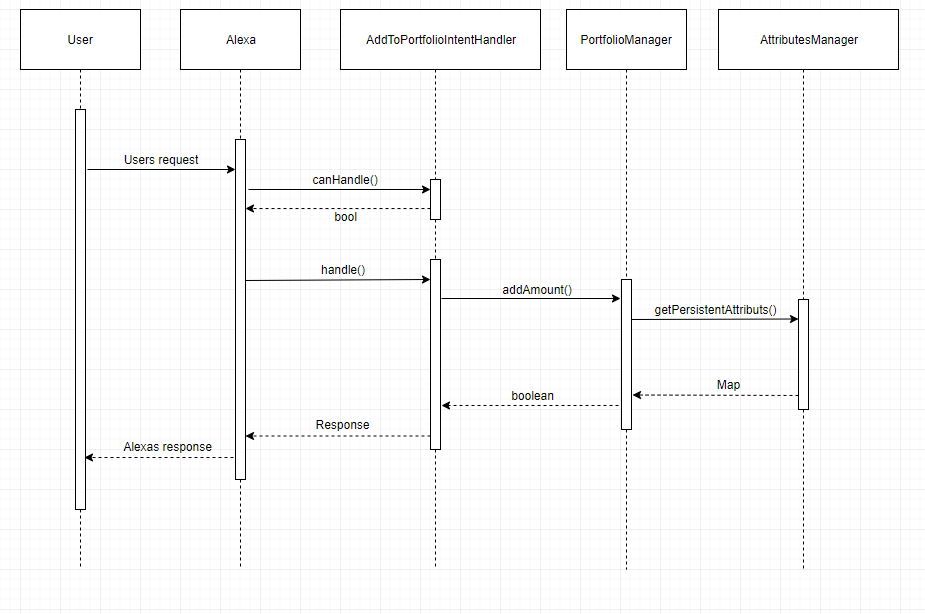 User
Alexa
AddToPortfolioIntentHandler
PortfolioManager
AttributesManager
Users request
canHandle()
bool
handle()
addAmount()
getPersistentAttributs()
Map
boolean
Response
Alexas response